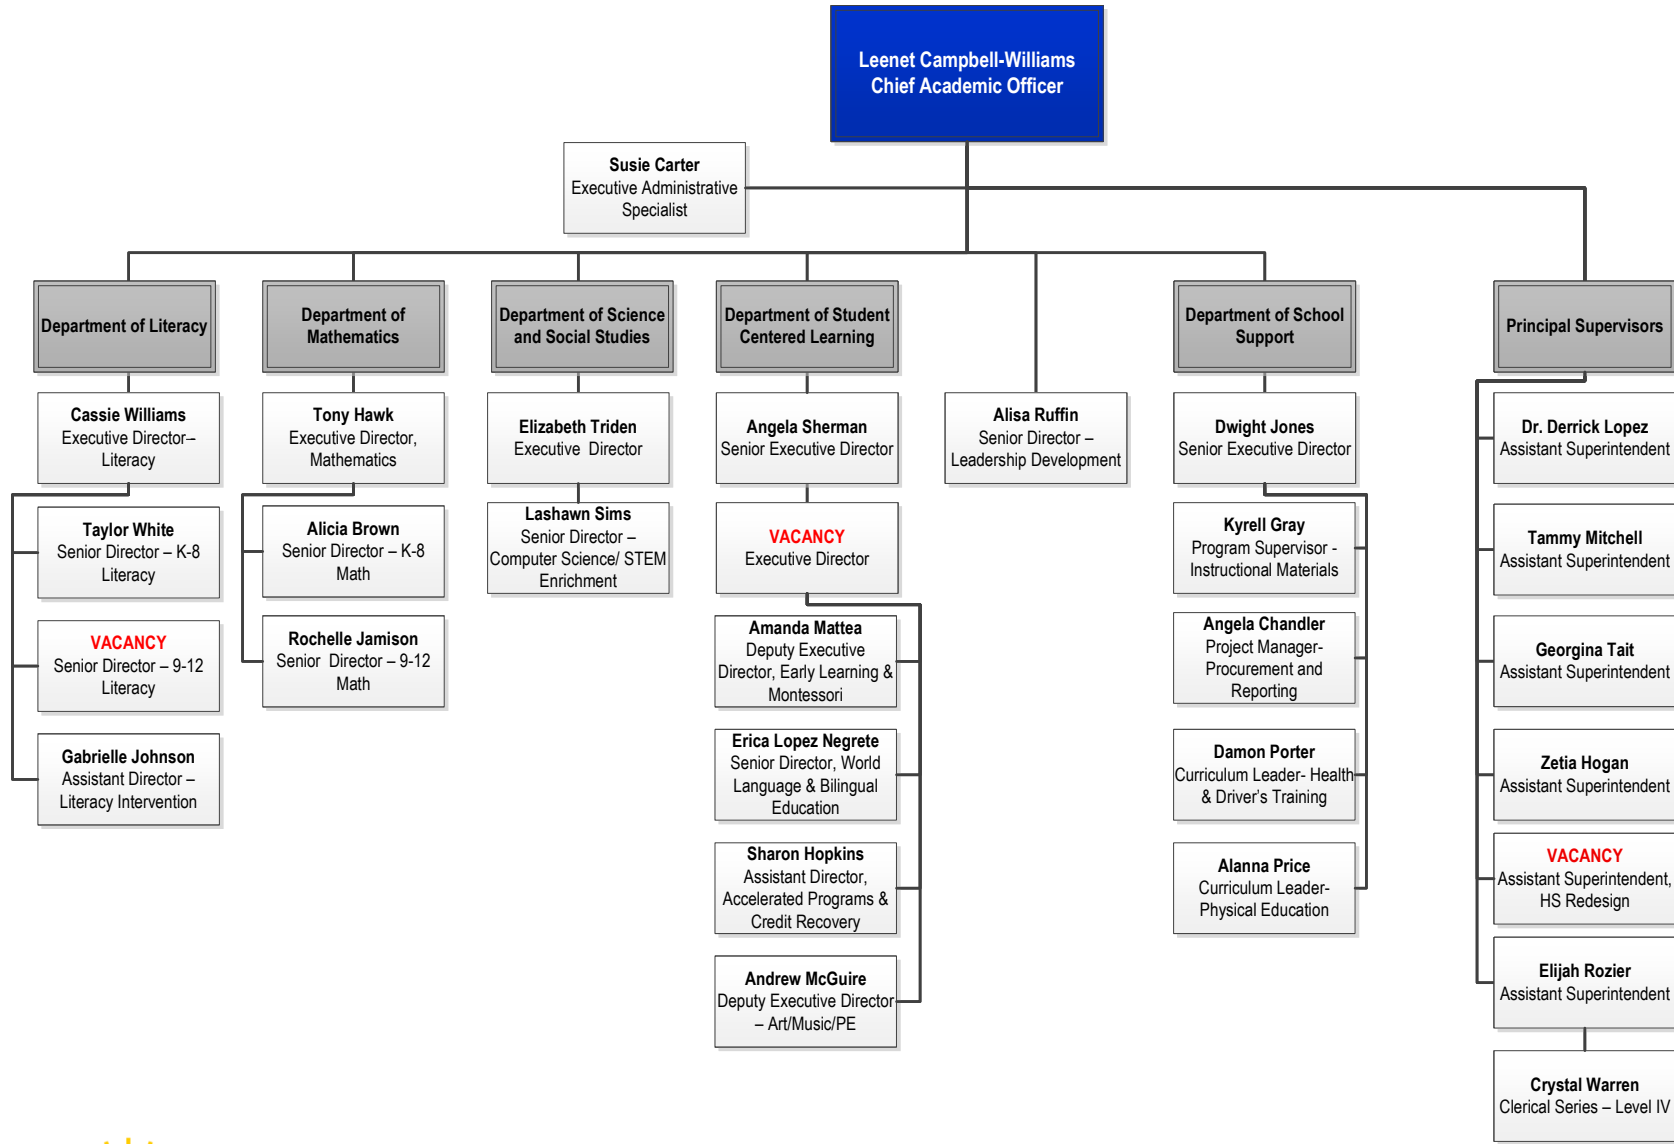 Leenet Campbell-Williams
Chief Academic Officer
Susie Carter
Executive Administrative
Specialist
Department of Literacy
Cassie Williams
Executive Director–
Literacy
Taylor White
Senior Director – K-8
Literacy
VACANCY
Senior Director – 9-12
Literacy
Gabrielle Johnson
Assistant Director –
Literacy Intervention
Department of
Mathematics
Tony Hawk
Executive Director,
Mathematics
Alicia Brown
Senior Director – K-8
Math
Rochelle Jamison
Senior Director – 9-12
Math
Department of Science
and Social Studies
Elizabeth Triden
Executive Director
Lashawn Sims
Senior Director –
Computer Science/ STEM
Enrichment
Department of Student
Centered Learning
Angela Sherman
Senior Executive Director
VACANCY
Executive Director
Amanda Mattea
Deputy Executive
Director, Early Learning &
Montessori
Erica Lopez Negrete
Senior Director, World
Language & Bilingual
Education
Sharon Hopkins
Assistant Director,
Accelerated Programs &
Credit Recovery
Andrew McGuire
Deputy Executive Director
– Art/Music/PE
Alisa Ruffin
Senior Director –
Leadership Development
Department of School
Support
Dwight Jones
Senior Executive Director
Kyrell Gray
Program Supervisor -
Instructional Materials
Angela Chandler
Project Manager-
Procurement and
Reporting
Damon Porter
Curriculum Leader- Health
& Driver's Training
Alanna Price
Curriculum Leader-
Physical Education
Principal Supervisors
Dr. Derrick Lopez
Assistant Superintendent
Tammy Mitchell
Assistant Superintendent
Georgina Tait
Assistant Superintendent
Zetia Hogan
Assistant Superintendent
VACANCY
Assistant Superintendent,
HS Redesign
Elijah Rozier
Assistant Superintendent
Crystal Warren
Clerical Series – Level IV